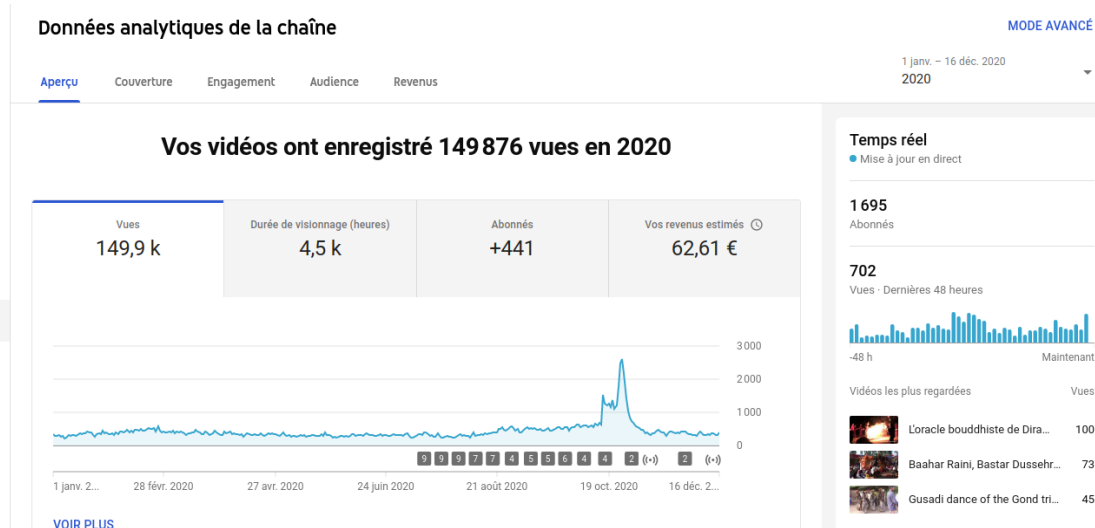 Données analytiques de la chaîne
MODE AVANCÉ
Aperçu
Couverture
Engagement
Audience
Revenus
1 janv. – 16 déc. 2020
2020
Vos vidéos ont enregistré 149 876 vues en 2020
Vues
149,9 k
Durée de visionnage (heures)
4,5 k
Abonnés
+441
Vos revenus estimés
62,61 €
3 000
2 000
1 000
0
9 9 9 7 7 4 5 5 6 4 4 2 2
1 janv. 2...
28 févr. 2020
27 avr. 2020
24 juin 2020
21 août 2020
19 oct. 2020
16 déc. 2...
VOIR PLUS
Temps réel
Mise à jour en direct
1 695
Abonnés
702
Vues · Dernières 48 heures
-48 h
Maintenant
Vidéos les plus regardées
Vues
L'oracle bouddhiste de Dira... 100
Baahar Raini, Bastar Dussehr... 73
Gusadi dance of the Gond tri... 45